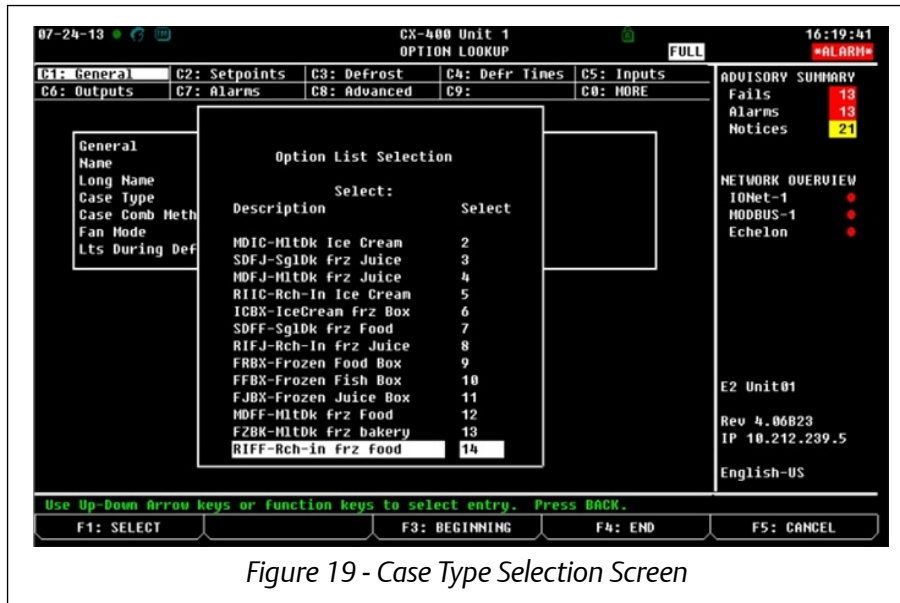 07-24-13 CX-400 Unit 1 16:19:41
OPTION LOOKUP FULL *ALARM*
C1: General C2: Setpoints C3: Defrost C4: Defr Times C5: Inputs
C6: Outputs C7: Alarms C8: Advanced C9: C0: MORE
ADVISORY SUMMARY
Fails 13
Alarms 13
Notices 21
NETWORK OVERVIEW
IONet-1
MODBUS-1
Echelon
General
Name
Long Name
Case Type
Case Comb Meth
Fan Mode
Lts During Def
Option List Selection
Select:
Description Select
MDIC-MltDk Ice Cream 2
SDFJ-SglDk frz Juice 3
MDFJ-MltDk frz Juice 4
RIIC-Rch-In Ice Cream 5
ICBX-IceCream frz Box 6
SDFF-SglDk frz Food 7
RIFJ-Rch-In frz Juice 8
FRBX-Frozen Food Box 9
FFBX-Frozen Fish Box 10
FJBX-Frozen Juice Box 11
MDFF-MltDk frz Food 12
FZBK-MltDk frz bakery 13
RIFF-Rch-in frz food 14
E2 Unit01
Rev 4.06B23
IP 10.212.239.5
English-US
Use Up-Down Arrow keys or function keys to select entry. Press BACK.
F1: SELECT F3: BEGINNING F4: END F5: CANCEL
Figure 19 - Case Type Selection Screen